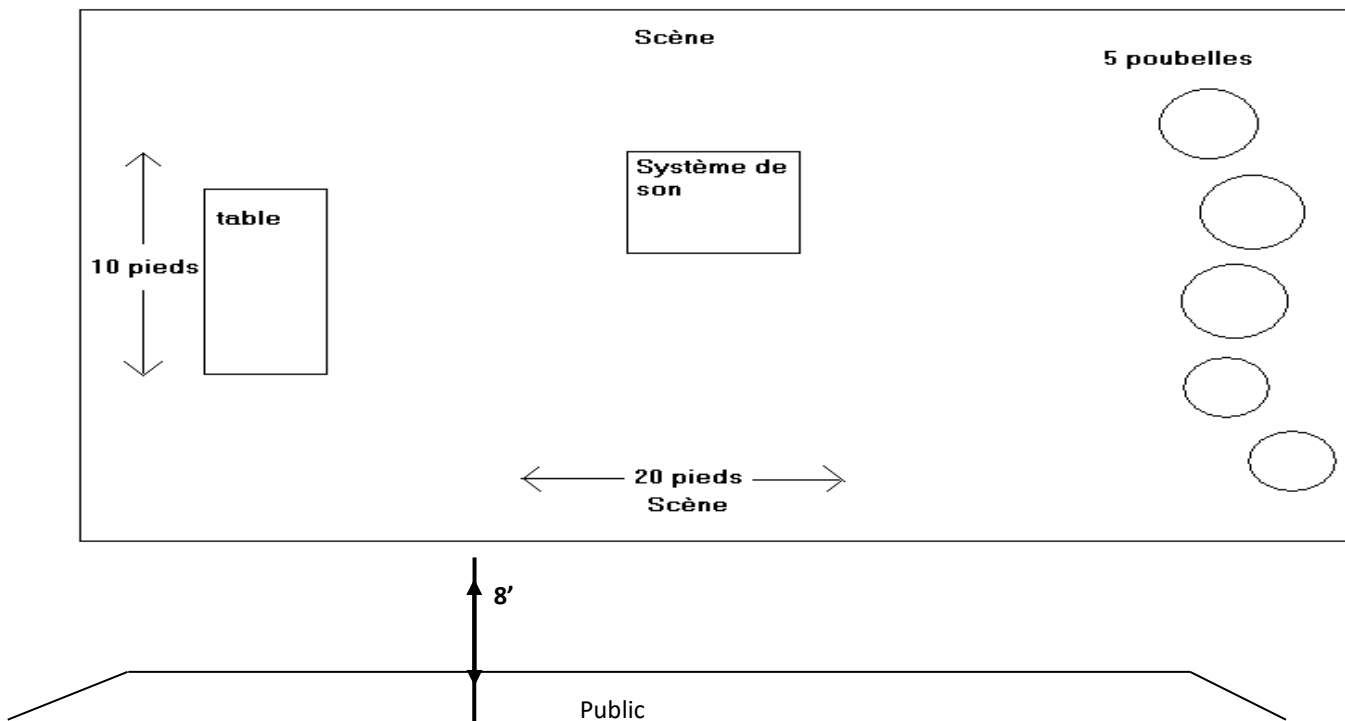 Scène
5 poubelles
Système de
son
table
10 pieds
20 pieds
Scène
8’
Public